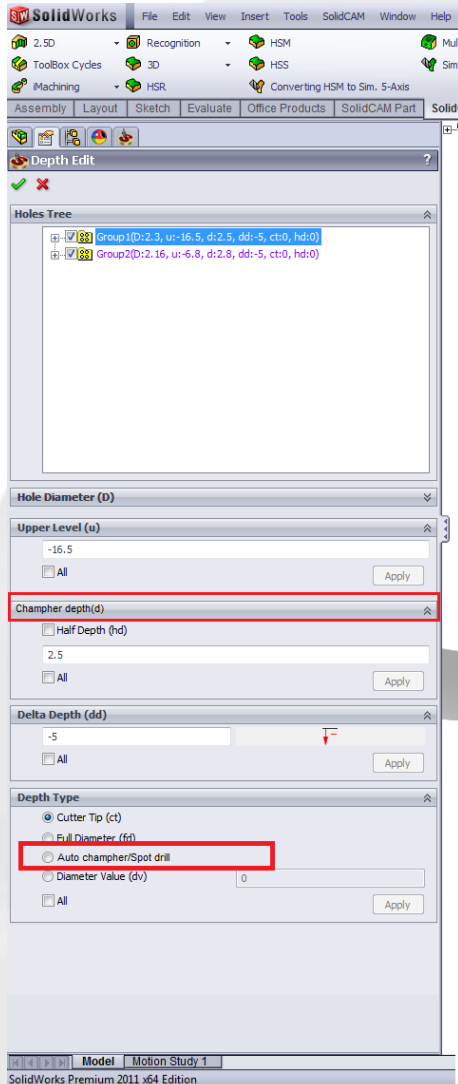 SolidWorks File Edit View Insert Tools SolidCAM Window Help
2.5D Recognition HSM Mul
ToolBox Cycles 3D HSS Sim
iMachining HSR Converting HSM to Sim. 5-Axis
Assembly Layout Sketch Evaluate Office Products SolidCAM Part Solid
Depth Edit ?
Holes Tree
Group1(D:2.3, u:-16.5, d:2.5, dd:-5, ct:0, hd:0)
Group2(D:2.16, u:-6.8, d:2.8, dd:-5, ct:0, hd:0)
Hole Diameter (D)
Upper Level (u)
-16.5
All
Apply
Champher depth(d)
Half Depth (hd)
2.5
All
Apply
Delta Depth (dd)
-5
All
Apply
Depth Type
Cutter Tip (ct)
Full Diameter (fd)
Auto champher/Spot drill
Diameter Value (dv) 0
All
Apply
Model Motion Study 1
SolidWorks Premium 2011 x64 Edition